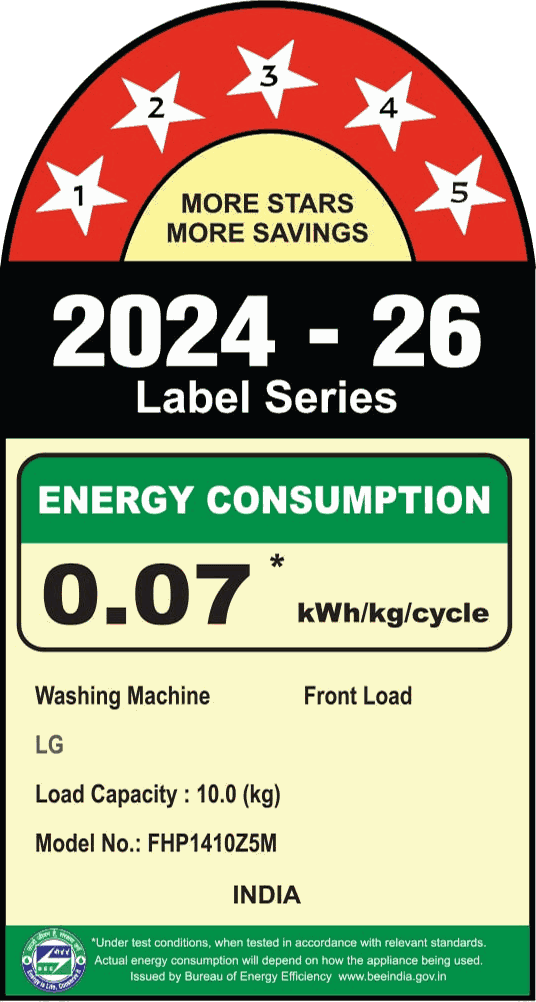 1
2
3
4
5
MORE STARS
MORE SAVINGS
2024 - 26
Label Series
ENERGY CONSUMPTION
0.07 *
kWh/kg/cycle
Washing Machine Front Load
LG
Load Capacity : 10.0 (kg)
Model No.: FHP1410Z5M
INDIA
*Under test conditions, when tested in accordance with relevant standards.
Actual energy consumption will depend on how the appliance being used.
Issued by Bureau of Energy Efficiency www.beeindia.gov.in